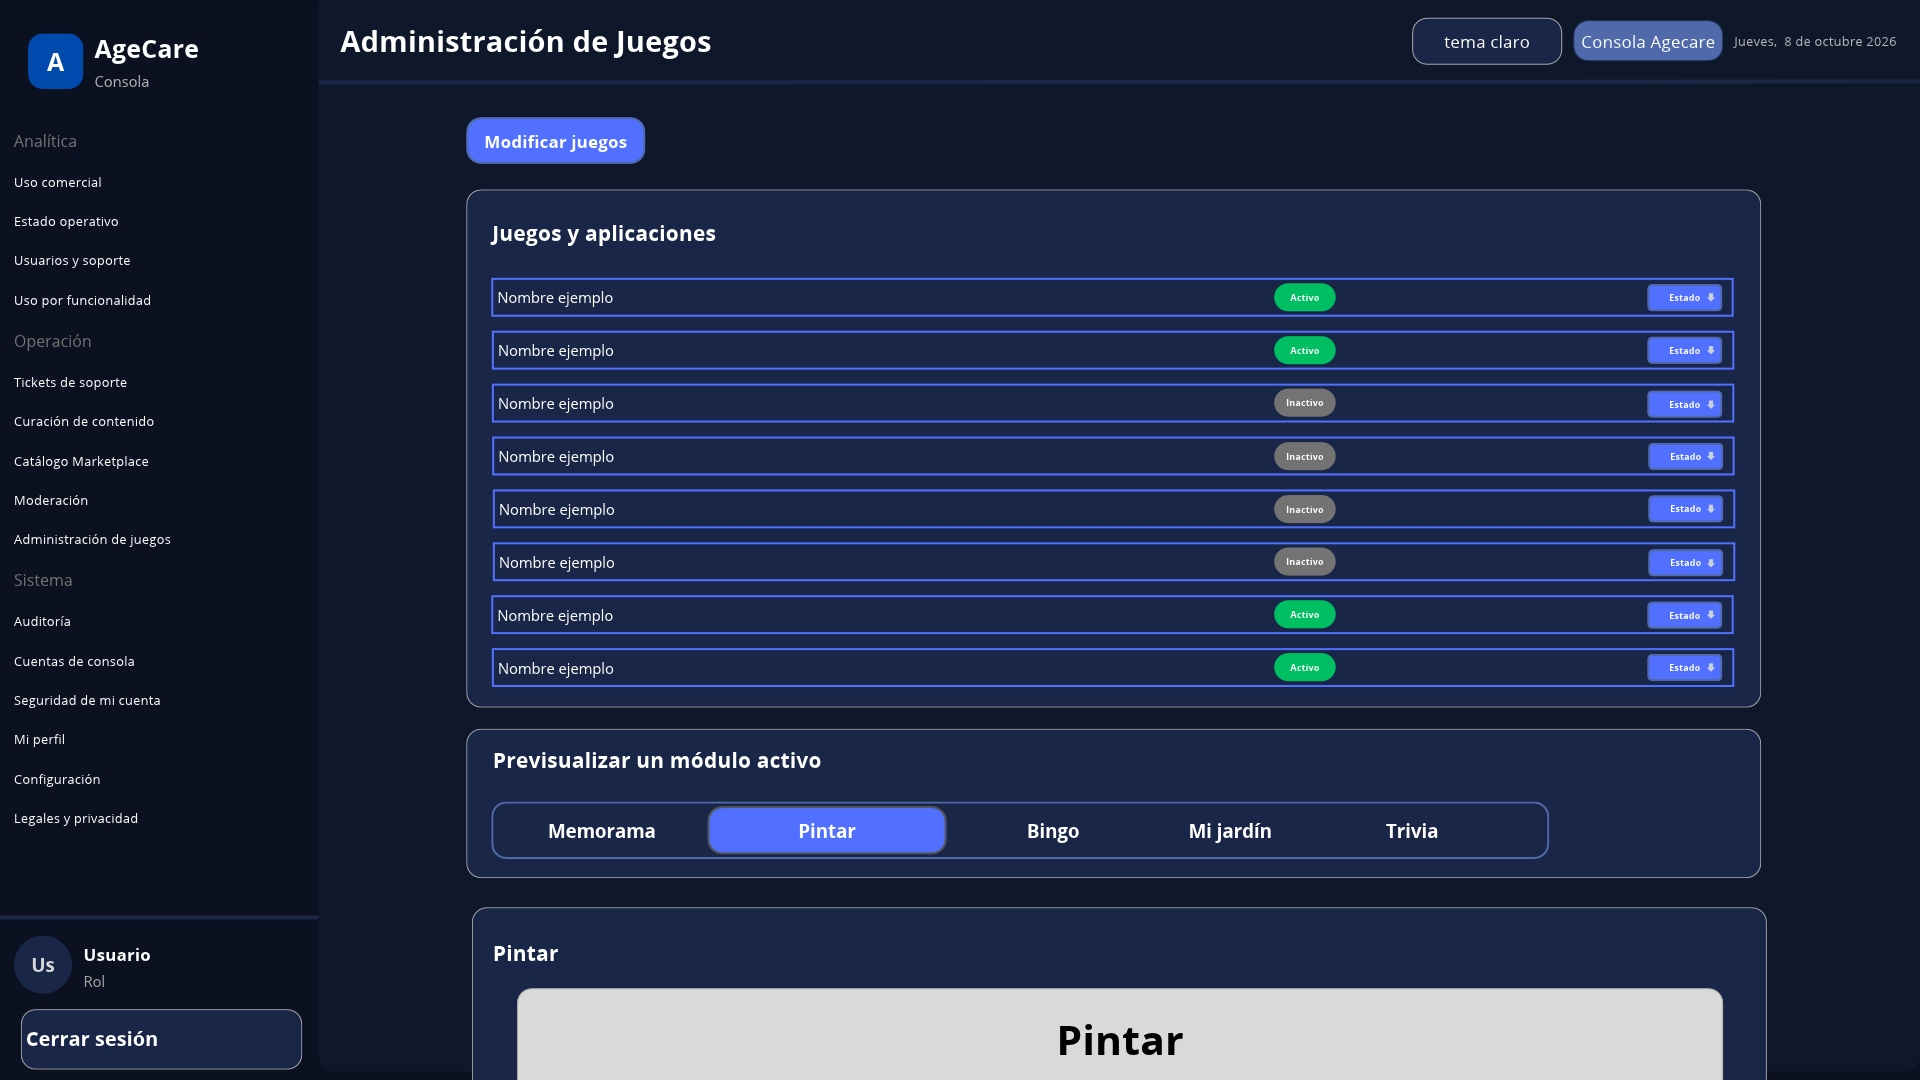 A
AgeCare
Consola
Analítica
Uso comercial
Estado operativo
Usuarios y soporte
Uso por funcionalidad
Operación
Tickets de soporte
Curación de contenido
Catálogo Marketplace
Moderación
Administración de juegos
Sistema
Auditoría
Cuentas de consola
Seguridad de mi cuenta
Mi perfil
Configuración
Legales y privacidad
Us
Usuario
Rol
Cerrar sesión
Administración de Juegos
tema claro
Consola Agecare
Jueves, 8 de octubre 2026
Modificar juegos
Juegos y aplicaciones
Nombre ejemplo Activo Estado
Nombre ejemplo Activo Estado
Nombre ejemplo Inactivo Estado
Nombre ejemplo Inactivo Estado
Nombre ejemplo Inactivo Estado
Nombre ejemplo Inactivo Estado
Nombre ejemplo Activo Estado
Nombre ejemplo Activo Estado
Previsualizar un módulo activo
Memorama Pintar Bingo Mi jardín Trivia
Pintar
Pintar